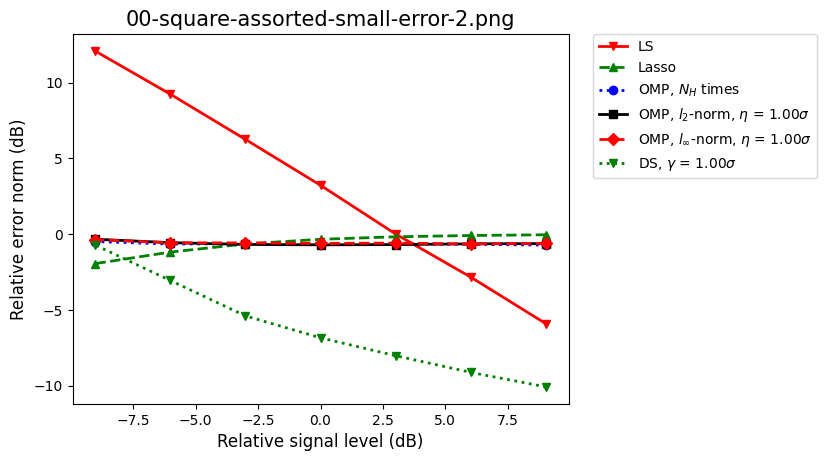 00-square-assorted-small-error-2.png
Relative error norm (dB)
10
5
0
−5
−10
−7.5 −5.0 −2.5 0.0 2.5 5.0 7.5
Relative signal level (dB)
LS
Lasso
OMP, N_H times
OMP, l_2-norm, η = 1.00σ
OMP, l_∞-norm, η = 1.00σ
DS, γ = 1.00σ